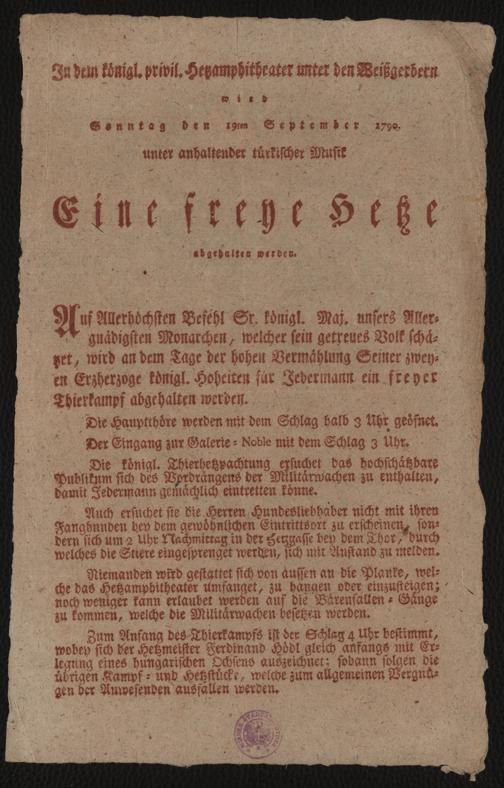 In dem königl. privil. Hetzamphitheater unter den Weißgerbern
wird
Sonntag den 19ten September 1790.
unter anhaltender türkischer Musik
Eine freye Hetze
abgehalten werden.
Auf Allerhöchsten Befehl Sr. königl. Maj. unsers Aller-
gnädigsten Monarchen, welcher sein getreues Volk schä-
tzet, wird an dem Tage der hohen Vermählung Seiner zwey-
en Erzherzoge königl. Hoheiten für Jedermann ein freyer
Thierkampf abgehalten werden.
Die Hauptthöre werden mit dem Schlag halb 3 Uhr geöfnet.
Der Eingang zur Galerie-Noble mit dem Schlag 3 Uhr.
Die königl. Thierhetzpachtung ersuchet das hochschätzbare
Publikum sich des Vordrängens der Militärwachen zu enthalten,
damit Jedermann gemächlich eintretten könne.
Auch ersuchet sie die Herren Hundesliebhaber nicht mit ihren
Fanghunden bey dem gewöhnlichen Eintrittsort zu erscheinen, son-
dern sich um 2 Uhr Nachmittag in der Hetzgasse bey dem Thor, durch
welches die Stiere eingesprenget werden, sich mit Anstand zu melden.
Niemanden wird gestattet sich von aussen an die Planke, wel-
che das Hetzamphitheater umfanget, zu hangen oder einzusteigen;
noch weniger kann erlaubet werden auf die Bärenfallen-Gänge
zu kommen, welche die Militärwachen besetzen werden.
Zum Anfang des Thierkampfs ist der Schlag 4 Uhr bestimmt,
wobey sich der Hetzmeister Ferdinand Hödl gleich anfangs mit Er-
legung eines hungarischen Ochsens auszeichnet; sodann folgen die
übrigen Kampf- und Hetzstücke, welche zum allgemeinen Vergnü-
gen der Anwesenden ausfallen werden.